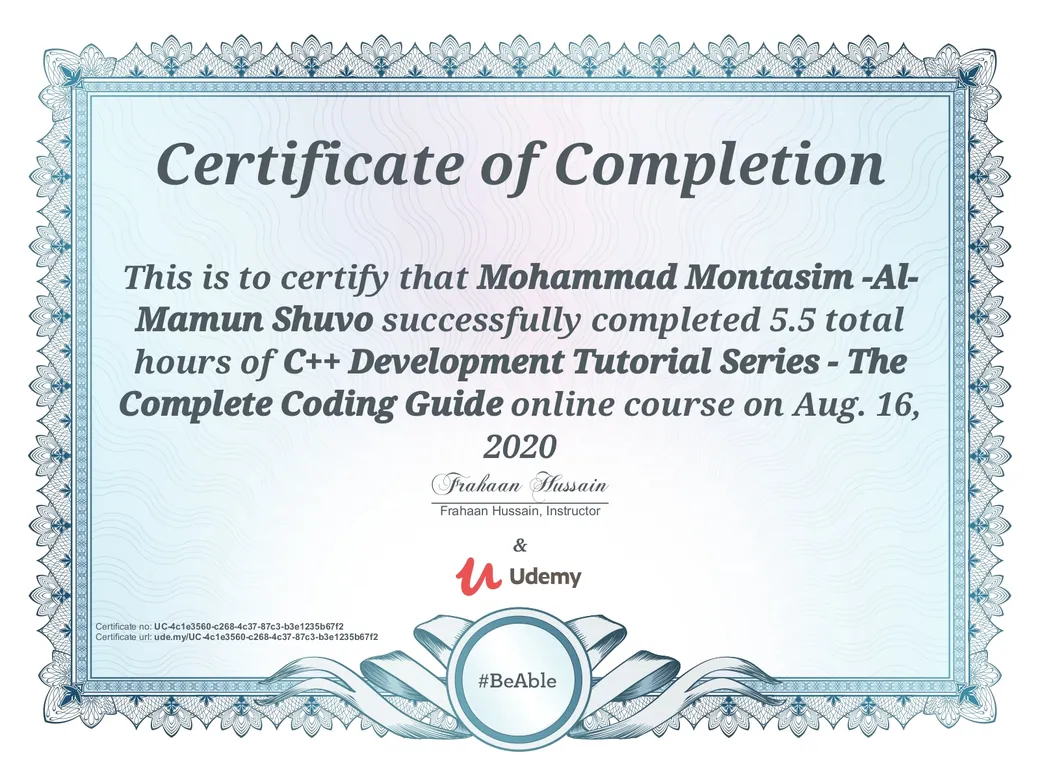 Certificate of Completion
This is to certify that Mohammad Montasim -Al-
Mamun Shuvo successfully completed 5.5 total
hours of C++ Development Tutorial Series - The
Complete Coding Guide online course on Aug. 16,
2020
Frahaan Hussain
Frahaan Hussain, Instructor
&
Udemy
Certificate no: UC-4c1e3560-c268-4c37-87c3-b3e1235b67f2
Certificate url: ude.my/UC-4c1e3560-c268-4c37-87c3-b3e1235b67f2
#BeAble